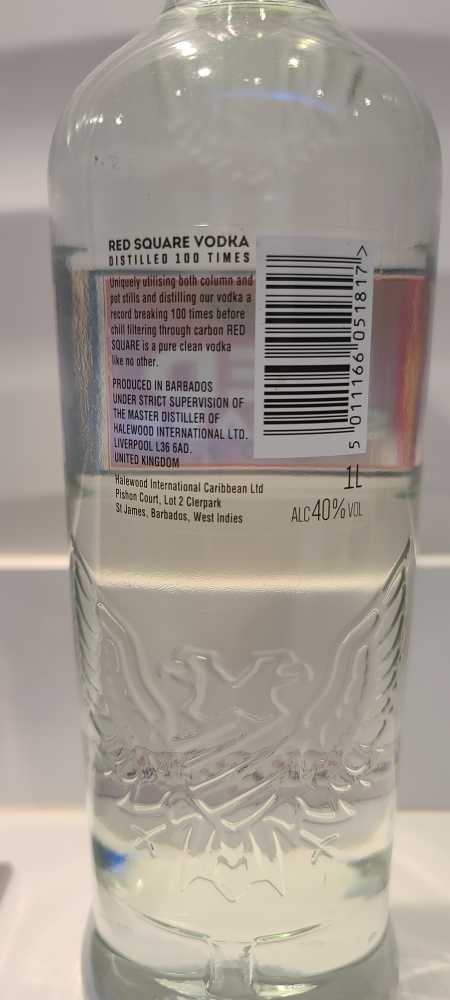 RED SQUARE VODKA
DISTILLED 100 TIMES
Uniquely utilising both column and
pot stills and distilling our vodka a
record breaking 100 times before
chill filtering through carbon RED
SQUARE is a pure clean vodka
like no other.
PRODUCED IN BARBADOS
UNDER STRICT SUPERVISION OF
THE MASTER DISTILLER OF
HALEWOOD INTERNATIONAL LTD.
LIVERPOOL L36 6AD.
UNITED KINGDOM
Halewood International Caribbean Ltd
Pishon Court, Lot 2 Clerpark
St James, Barbados, West Indies
5 011166 051817 >
1L
ALC 40% VOL